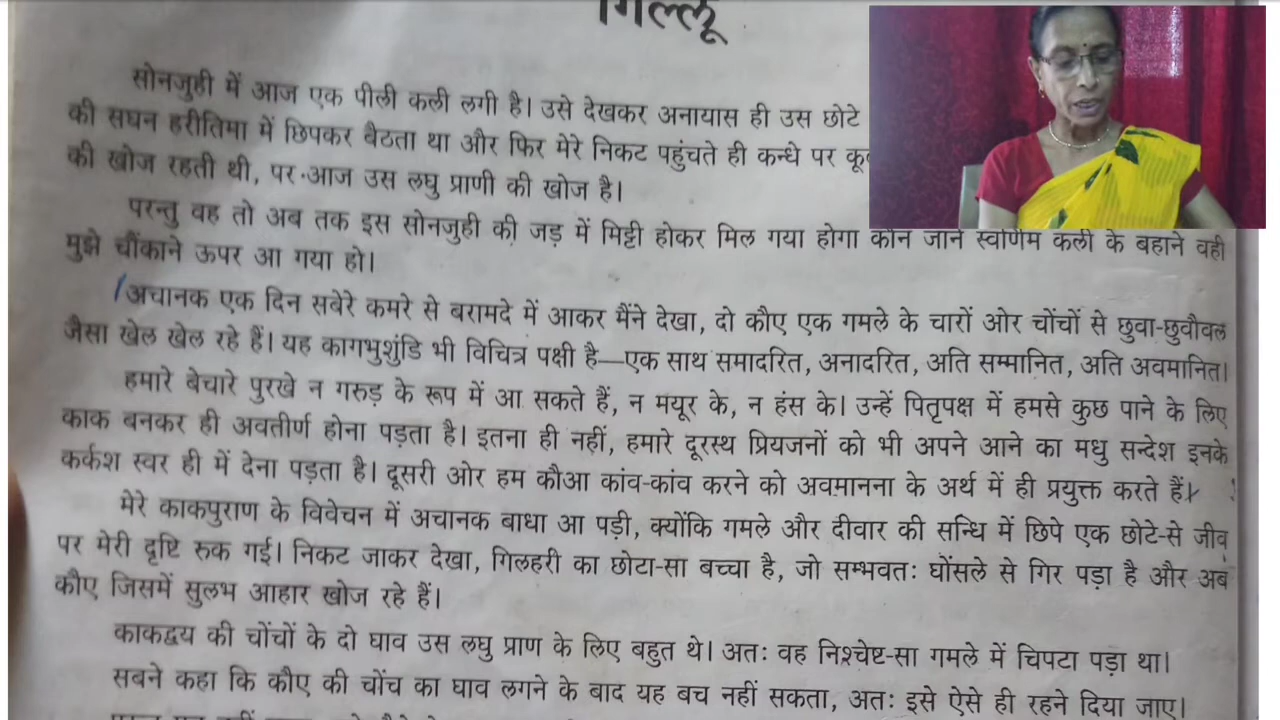 गिल्लू
सोनजुही में आज एक पीली कली लगी है। उसे देखकर अनायास ही उस छोटे
की सघन हरीतिमा में छिपकर बैठता था और फिर मेरे निकट पहुंचते ही कन्धे पर
की खोज रहती थी, पर आज उस लघु प्राणी की खोज है।
परन्तु वह तो अब तक इस सोनजुही की जड़ में मिट्टी होकर मिल गया होगा कौन जाने स्वर्णिम कली के बहाने वही
मुझे चौंकाने ऊपर आ गया हो।
अचानक एक दिन सवेरे कमरे से बरामदे में आकर मैंने देखा, दो कौए एक गमले के चारों ओर चोंचों से छुवा-छुवौवल
जैसा खेल खेल रहे हैं। यह कागभुशुंडि भी विचित्र पक्षी है—एक साथ समादरित, अनादरित, अति सम्मानित, अति अवमानित।
हमारे बेचारे पुरखे न गरुड़ के रूप में आ सकते हैं, न मयूर के, न हंस के। उन्हें पितृपक्ष में हमसे कुछ पाने के लिए
काक बनकर ही अवतीर्ण होना पड़ता है। इतना ही नहीं, हमारे दूरस्थ प्रियजनों को भी अपने आने का मधु सन्देश इनके
कर्कश स्वर ही में देना पड़ता है। दूसरी ओर हम कौआ कांव-कांव करने को अवमानना के अर्थ में ही प्रयुक्त करते हैं।
मेरे काकपुराण के विवेचन में अचानक बाधा आ पड़ी, क्योंकि गमले और दीवार की सन्धि में छिपे एक छोटे-से जीव
पर मेरी दृष्टि रुक गई। निकट जाकर देखा, गिलहरी का छोटा-सा बच्चा है, जो सम्भवतः घोंसले से गिर पड़ा है और अब
कौए जिसमें सुलभ आहार खोज रहे हैं।
काकद्वय की चोंचों के दो घाव उस लघु प्राण के लिए बहुत थे। अतः वह निश्चेष्ट-सा गमले में चिपटा पड़ा था।
सबने कहा कि कौए की चोंच का घाव लगने के बाद यह बच नहीं सकता, अतः इसे ऐसे ही रहने दिया जाए।